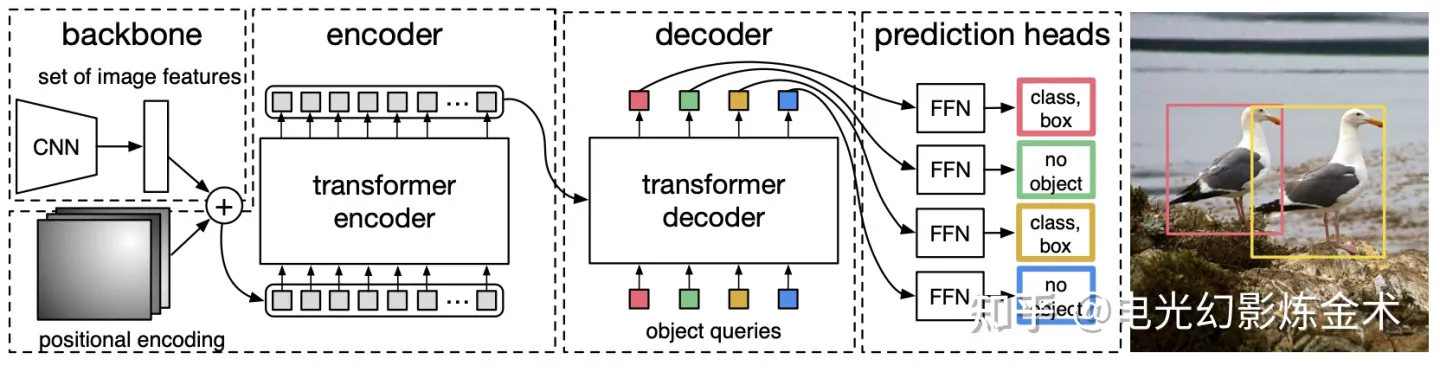 backbone
set of image features
CNN
+
positional encoding
encoder
...
transformer
encoder
...
decoder
transformer
decoder
object queries
prediction heads
FFN
class,
box
FFN
no
object
FFN
class,
box
FFN
no
object
知乎 @电光幻影炼金术